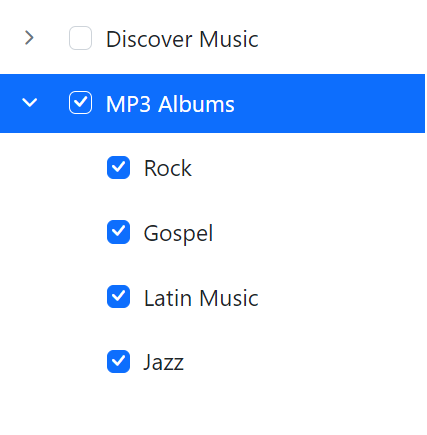 Discover Music
MP3 Albums
Rock
Gospel
Latin Music
Jazz